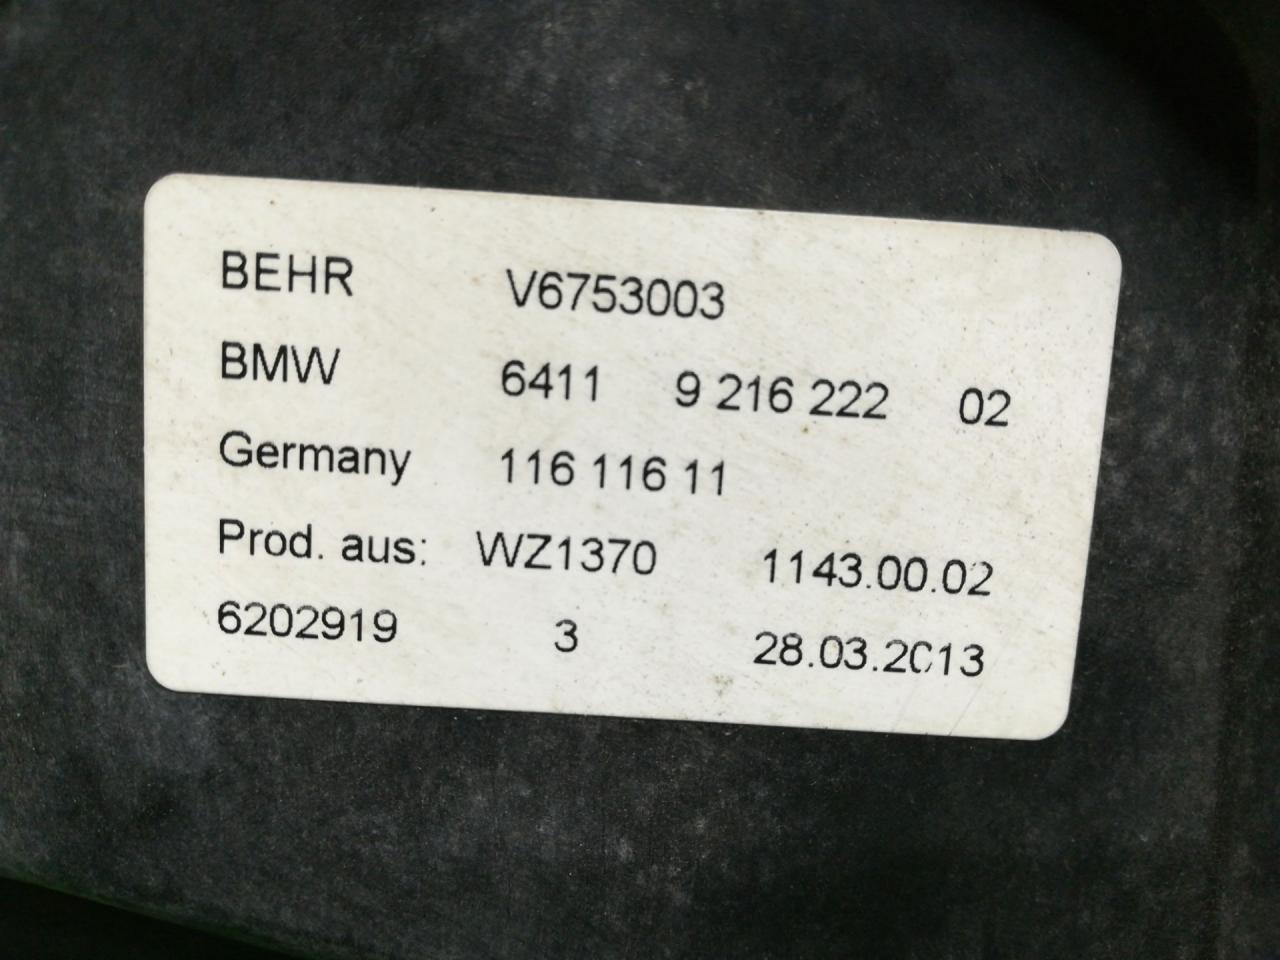 BEHR V6753003
BMW 6411 9 216 222 02
Germany 116 116 11
Prod. aus: WZ1370 1143.00.02
6202919 3 28.03.2013